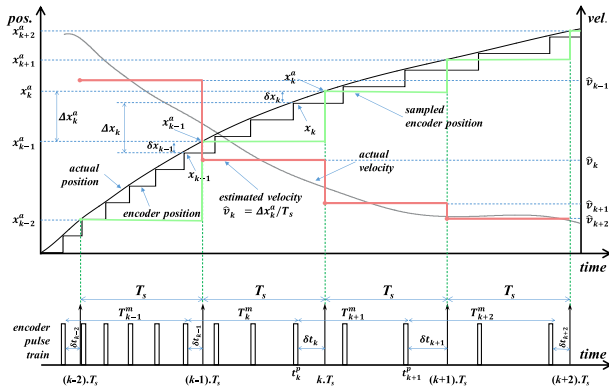 pos.
vel.
x^a_{k+2}
x^a_{k+1}
x^a_k
x^a_{k-1}
x^a_{k-2}
Δx^a_k
Δx_k
δx_{k-1}
x^a_{k-1}
x^a_k
δx_k
x_k
x_{k-1}
v̂_{k-1}
v̂_k
v̂_{k+1}
v̂_{k+2}
sampled
encoder position
actual
velocity
actual
position
encoder position
estimated velocity
v̂_k = Δx^a_k/T_s
time
T_s
T_s
T_s
T_s
T^m_{k-1}
T^m_k
T^m_{k+1}
T^m_{k+2}
encoder
pulse
train
δt_{k-2}
δt_{k-1}
δt_k
δt_{k+1}
δt_{k+2}
time
t^p_k
t^p_{k+1}
(k-2).T_s
(k-1).T_s
k.T_s
(k+1).T_s
(k+2).T_s